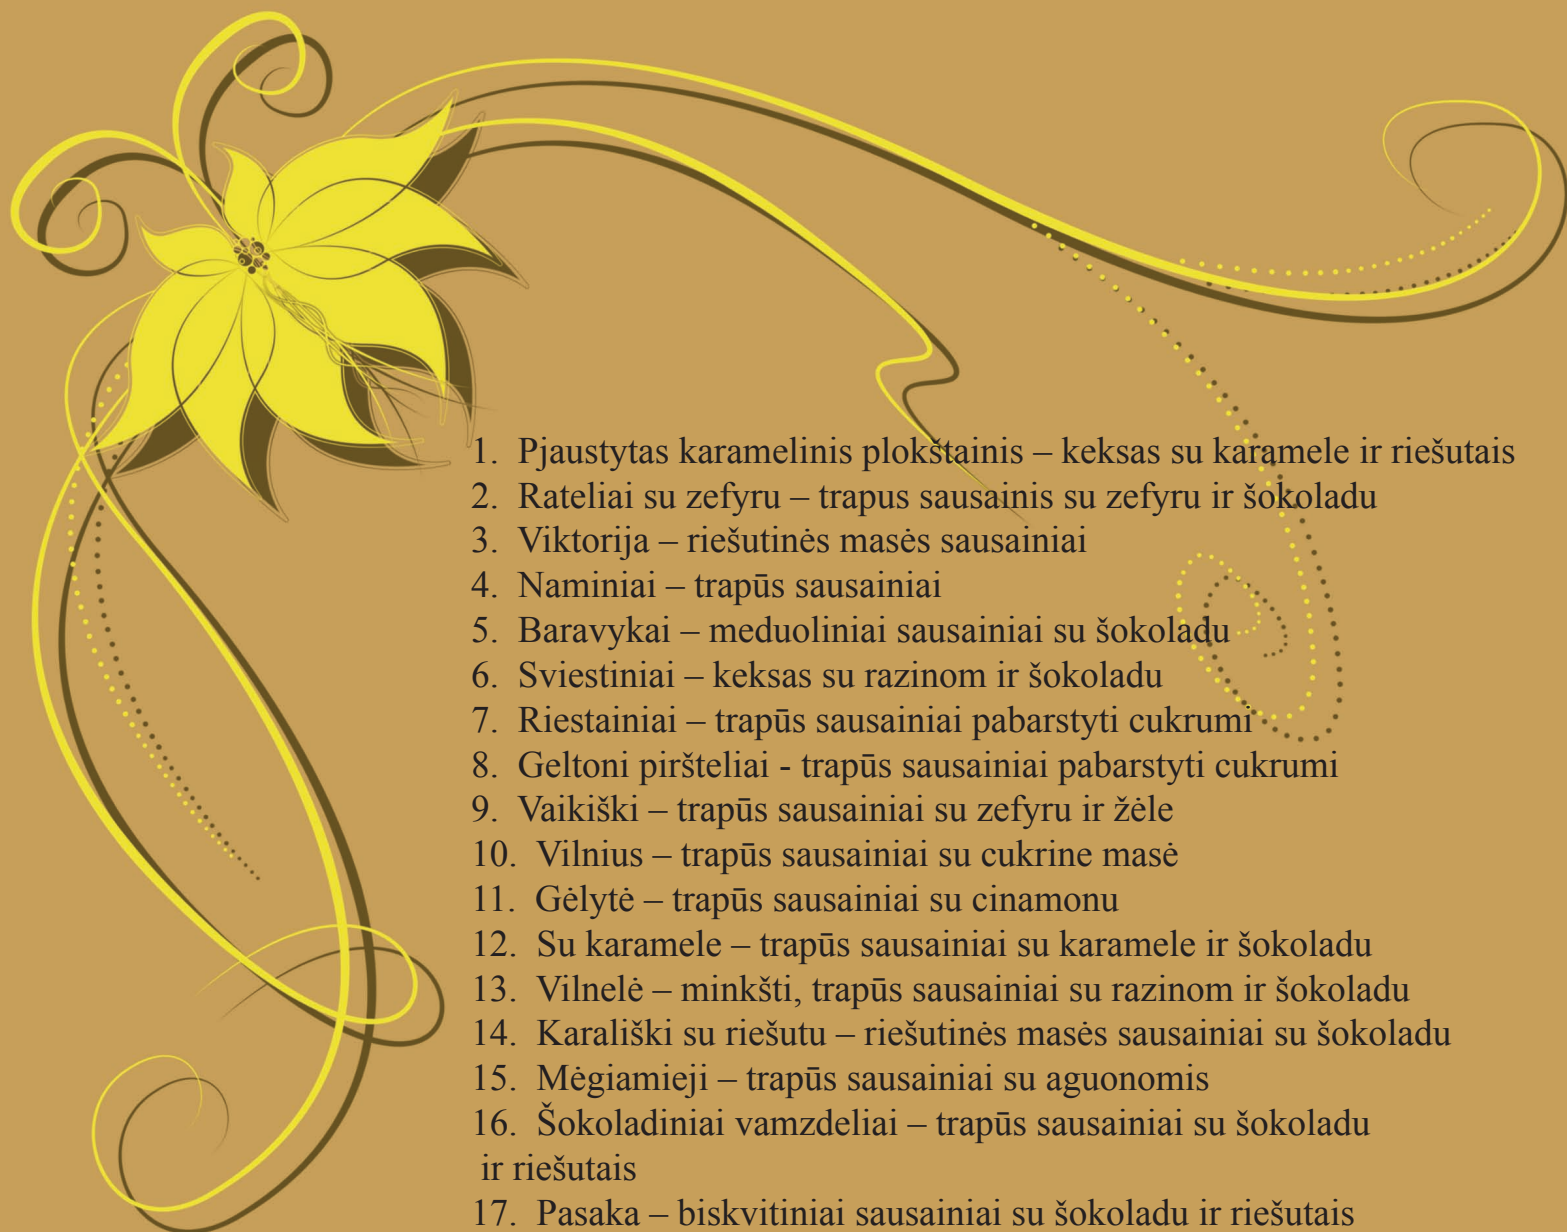 1. Pjaustytas karamelinis plokštainis – keksas su karamele ir riešutais
2. Rateliai su zefyru – trapus sausainis su zefyru ir šokoladu
3. Viktorija – riešutinės masės sausainiai
4. Naminiai – trapūs sausainiai
5. Baravykai – meduoliniai sausainiai su šokoladu
6. Sviestiniai – keksas su razinom ir šokoladu
7. Riestainiai – trapūs sausainiai pabarstyti cukrumi
8. Geltoni piršteliai - trapūs sausainiai pabarstyti cukrumi
9. Vaikiški – trapūs sausainiai su zefyru ir žėle
10. Vilnius – trapūs sausainiai su cukrine masė
11. Gėlytė – trapūs sausainiai su cinamonu
12. Su karamele – trapūs sausainiai su karamele ir šokoladu
13. Vilnelė – minkšti, trapūs sausainiai su razinom ir šokoladu
14. Karališki su riešutu – riešutinės masės sausainiai su šokoladu
15. Mėgiamieji – trapūs sausainiai su aguonomis
16. Šokoladiniai vamzdeliai – trapūs sausainiai su šokoladu
ir riešutais
17. Pasaka – biskvitiniai sausainiai su šokoladu ir riešutais